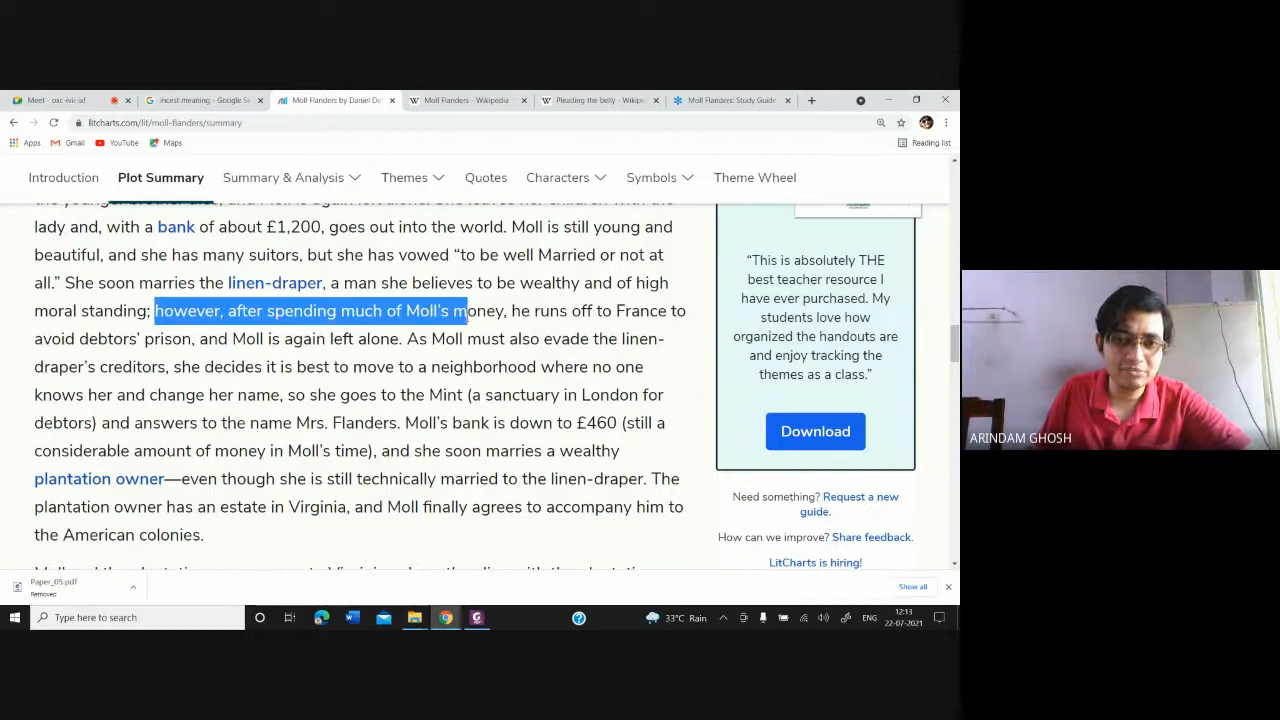 Meet - oxc-ivii-ixf
incest meaning - Google Se
Moll Flanders by Daniel De
Moll Flanders - Wikipedia
Pleading the belly - Wikipe
Moll Flanders: Study Guide
litcharts.com/lit/moll-flanders/summary
Apps Gmail YouTube Maps Reading list
Introduction Plot Summary Summary & Analysis Themes Quotes Characters Symbols Theme Wheel
lady and, with a bank of about £1,200, goes out into the world. Moll is still young and
beautiful, and she has many suitors, but she has vowed “to be well Married or not at
all.” She soon marries the linen-draper, a man she believes to be wealthy and of high
moral standing; however, after spending much of Moll’s money, he runs off to France to
avoid debtors’ prison, and Moll is again left alone. As Moll must also evade the linen-
draper’s creditors, she decides it is best to move to a neighborhood where no one
knows her and change her name, so she goes to the Mint (a sanctuary in London for
debtors) and answers to the name Mrs. Flanders. Moll’s bank is down to £460 (still a
considerable amount of money in Moll’s time), and she soon marries a wealthy
plantation owner—even though she is still technically married to the linen-draper. The
plantation owner has an estate in Virginia, and Moll finally agrees to accompany him to
the American colonies.
“This is absolutely THE
best teacher resource I
have ever purchased. My
students love how
organized the handouts are
and enjoy tracking the
themes as a class.”
Download
Need something? Request a new
guide.
How can we improve? Share feedback.
LitCharts is hiring!
ARINDAM GHOSH
Paper_05.pdf
Removed
Show all
Type here to search
33°C Rain
ENG
12:13
22-07-2021